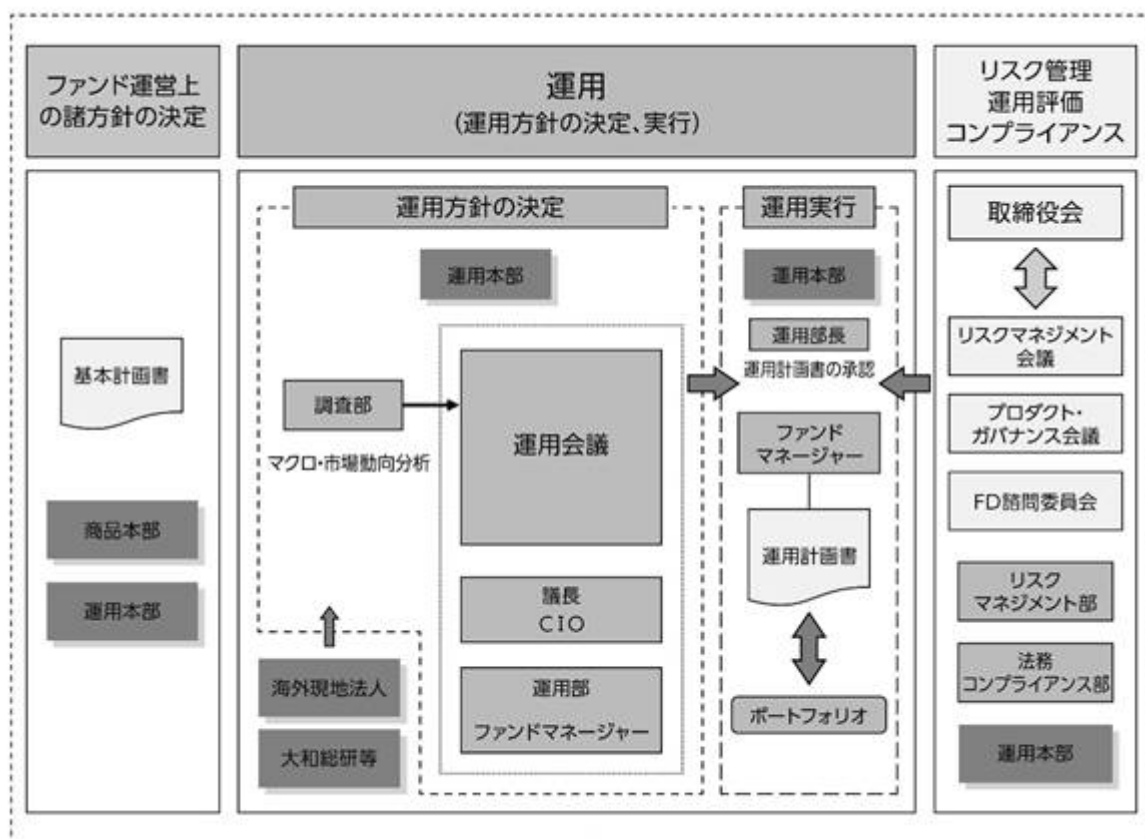 ファンド運営上
の諸方針の決定
運用
(運用方針の決定、実行)
リスク管理
運用評価
コンプライアンス
基本計画書
商品本部
運用本部
運用方針の決定
運用本部
調査部
マクロ・市場動向分析
運用会議
議長
CIO
運用部
ファンドマネージャー
海外現地法人
大和総研等
運用実行
運用本部
運用部長
運用計画書の承認
ファンド
マネージャー
運用計画書
ポートフォリオ
取締役会
リスクマネジメント
会議
プロダクト・
ガバナンス会議
FD諮問委員会
リスク
マネジメント部
法務
コンプライアンス部
運用本部